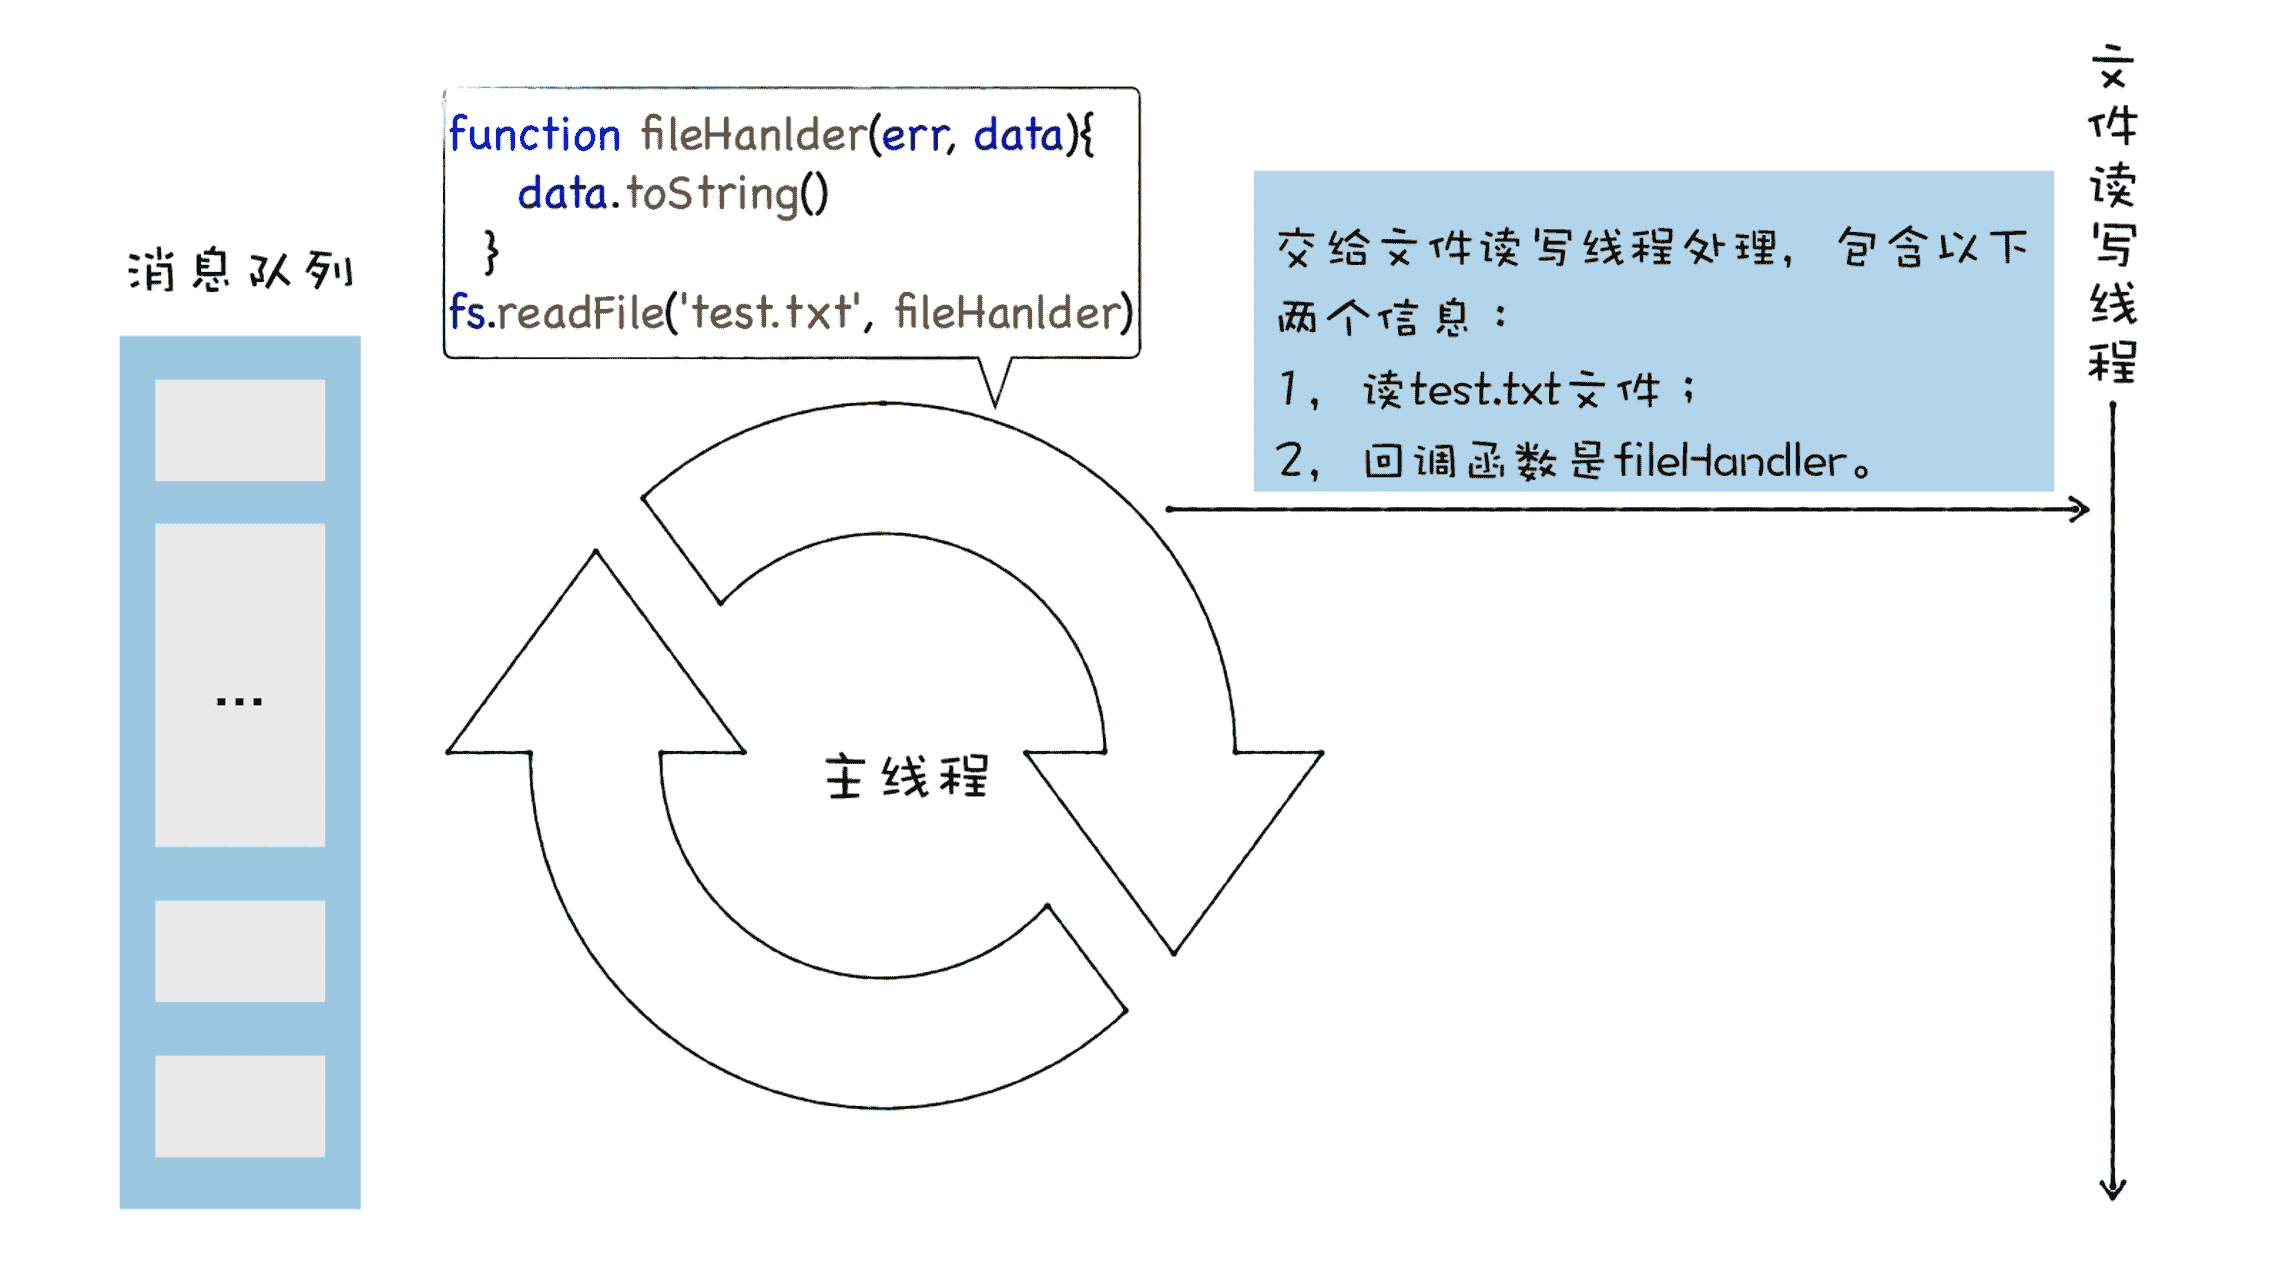 消息队列
...
function fileHanlder(err, data){
data.toString()
}
fs.readFile('test.txt', fileHanlder)
主线程
交给文件读写线程处理，包含以下
两个信息：
1，读test.txt文件；
2，回调函数是fileHandler。
文件读写线程